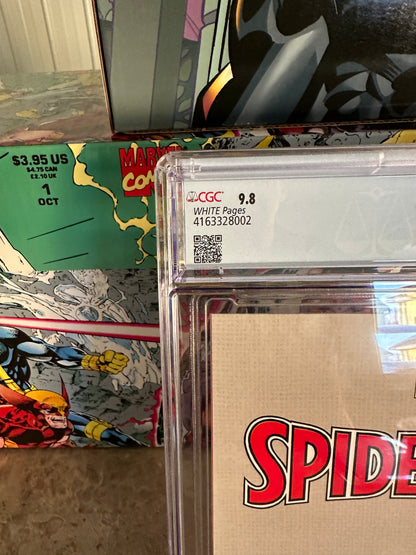 $3.95 US
$4.75 CAN
£2.10 UK
1
OCT
MARVEL
COM
CGC 9.8
WHITE Pages
4163328002
SPIDE